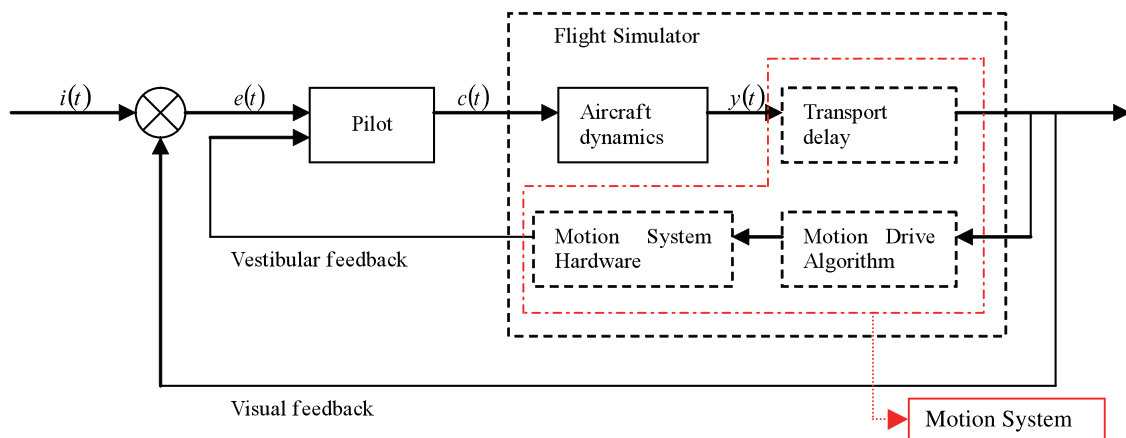 Flight Simulator
i(t)
e(t)
Pilot
c(t)
Aircraft
dynamics
y(t)
Transport
delay
Vestibular feedback
Motion System
Hardware
Motion Drive
Algorithm
Visual feedback
Motion System